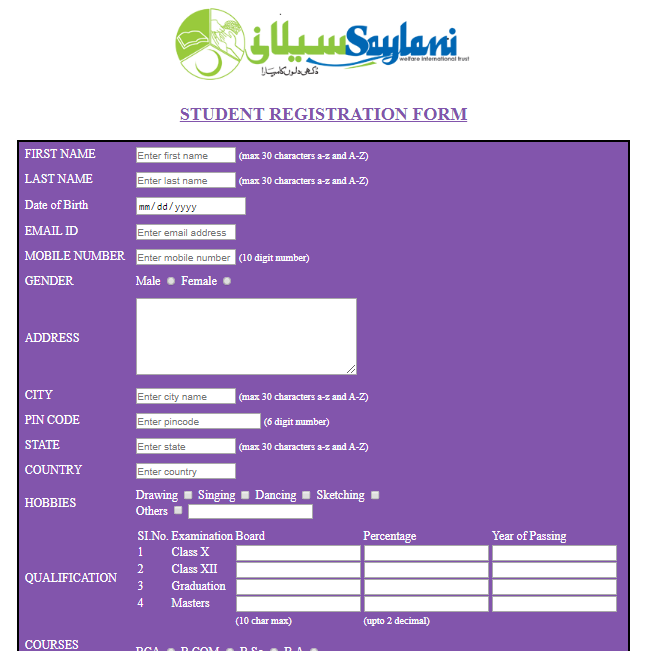 سیلانی Saylani
welfare international trust
STUDENT REGISTRATION FORM
FIRST NAME Enter first name (max 30 characters a-z and A-Z)
LAST NAME Enter last name (max 30 characters a-z and A-Z)
Date of Birth mm/dd/yyyy
EMAIL ID Enter email address
MOBILE NUMBER Enter mobile number (10 digit number)
GENDER Male Female
ADDRESS
CITY Enter city name (max 30 characters a-z and A-Z)
PIN CODE Enter pincode (6 digit number)
STATE Enter state (max 30 characters a-z and A-Z)
COUNTRY Enter country
HOBBIES Drawing Singing Dancing Sketching
Others
SI.No. Examination Board Percentage Year of Passing
1 Class X
2 Class XII
QUALIFICATION
3 Graduation
4 Masters
(10 char max) (upto 2 decimal)
COURSES
BCA B.COM B.Sc B.A